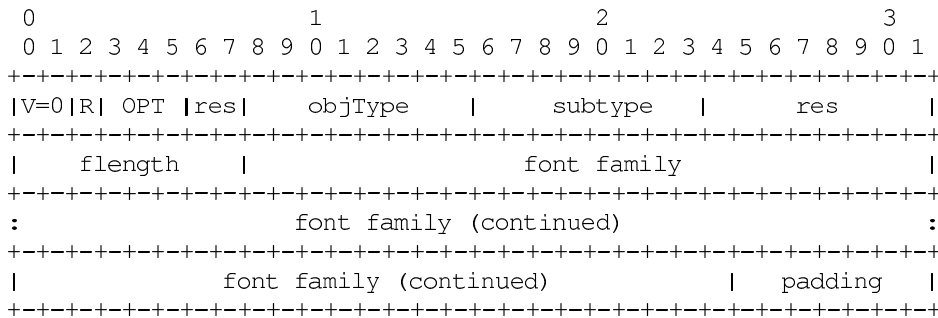 0                   1                   2                   3
 0 1 2 3 4 5 6 7 8 9 0 1 2 3 4 5 6 7 8 9 0 1 2 3 4 5 6 7 8 9 0 1
+-+-+-+-+-+-+-+-+-+-+-+-+-+-+-+-+-+-+-+-+-+-+-+-+-+-+-+-+-+-+-+-+
|V=0|R| OPT |res|    objType    |     subtype   |      res      |
+-+-+-+-+-+-+-+-+-+-+-+-+-+-+-+-+-+-+-+-+-+-+-+-+-+-+-+-+-+-+-+-+
|    flength    |                   font family                 |
+-+-+-+-+-+-+-+-+-+-+-+-+-+-+-+-+-+-+-+-+-+-+-+-+-+-+-+-+-+-+-+-+
:                   font family (continued)                     :
+-+-+-+-+-+-+-+-+-+-+-+-+-+-+-+-+-+-+-+-+-+-+-+-+-+-+-+-+-+-+-+-+
|              font family (continued)            |   padding   |
+-+-+-+-+-+-+-+-+-+-+-+-+-+-+-+-+-+-+-+-+-+-+-+-+-+-+-+-+-+-+-+-+